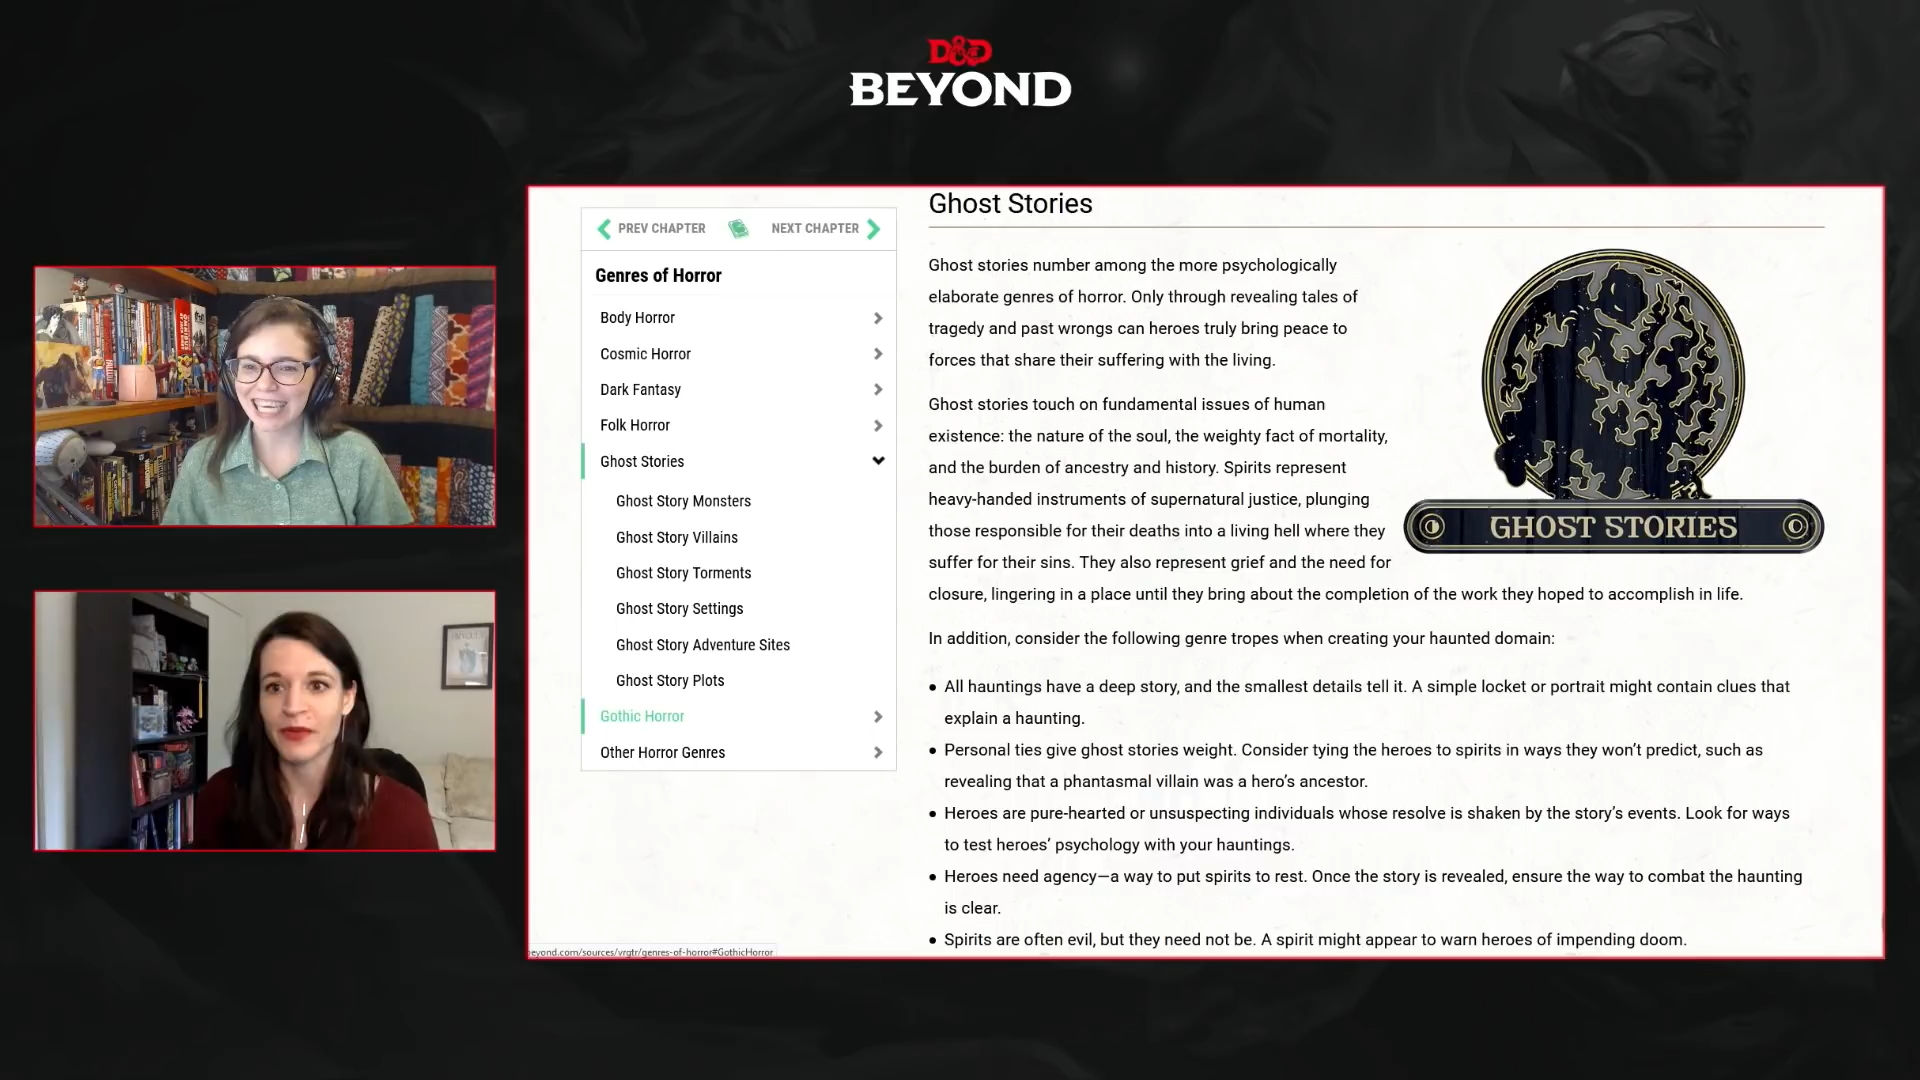 D&D
BEYOND
PREV CHAPTER
NEXT CHAPTER
Genres of Horror
Body Horror
Cosmic Horror
Dark Fantasy
Folk Horror
Ghost Stories
Ghost Story Monsters
Ghost Story Villains
Ghost Story Torments
Ghost Story Settings
Ghost Story Adventure Sites
Ghost Story Plots
Gothic Horror
Other Horror Genres
Ghost Stories
Ghost stories number among the more psychologically
elaborate genres of horror. Only through revealing tales of
tragedy and past wrongs can heroes truly bring peace to
forces that share their suffering with the living.
Ghost stories touch on fundamental issues of human
existence: the nature of the soul, the weighty fact of mortality,
and the burden of ancestry and history. Spirits represent
heavy-handed instruments of supernatural justice, plunging
those responsible for their deaths into a living hell where they
suffer for their sins. They also represent grief and the need for
closure, lingering in a place until they bring about the completion of the work they hoped to accomplish in life.
GHOST STORIES
In addition, consider the following genre tropes when creating your haunted domain:
• All hauntings have a deep story, and the smallest details tell it. A simple locket or portrait might contain clues that
explain a haunting.
• Personal ties give ghost stories weight. Consider tying the heroes to spirits in ways they won’t predict, such as
revealing that a phantasmal villain was a hero’s ancestor.
• Heroes are pure-hearted or unsuspecting individuals whose resolve is shaken by the story’s events. Look for ways
to test heroes’ psychology with your hauntings.
• Heroes need agency—a way to put spirits to rest. Once the story is revealed, ensure the way to combat the haunting
is clear.
• Spirits are often evil, but they need not be. A spirit might appear to warn heroes of impending doom.
eyond.com/sources/vrgtr/genres-of-horror#GothicHorror